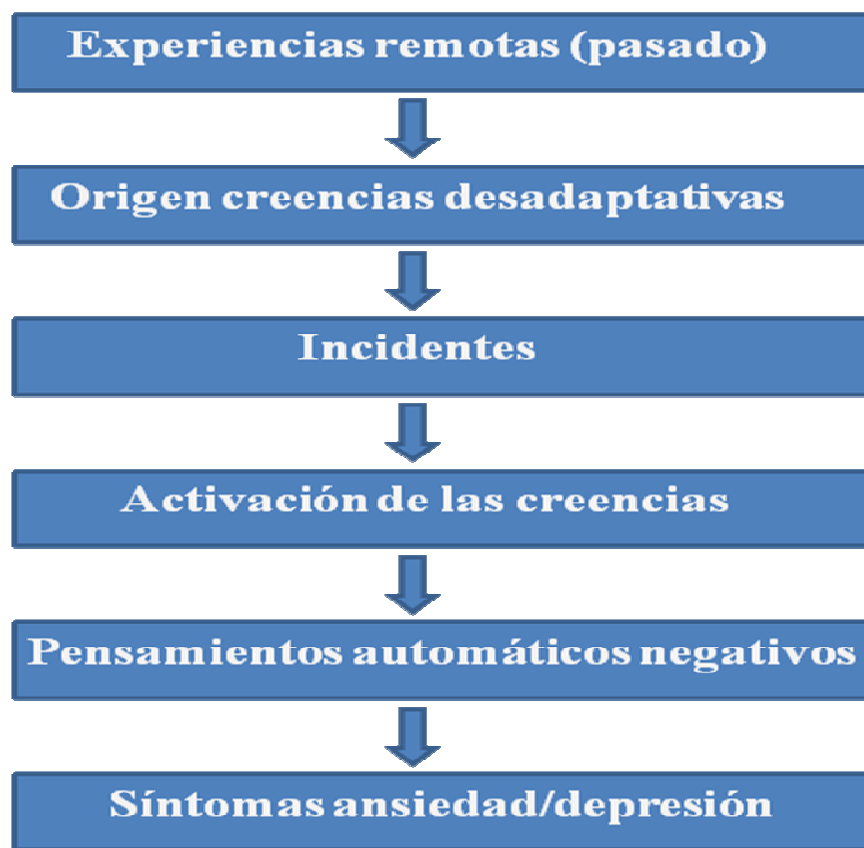 Experiencias remotas (pasado)
Origen creencias desadaptativas
Incidentes
Activación de las creencias
Pensamientos automáticos negativos
Síntomas ansiedad/depresión